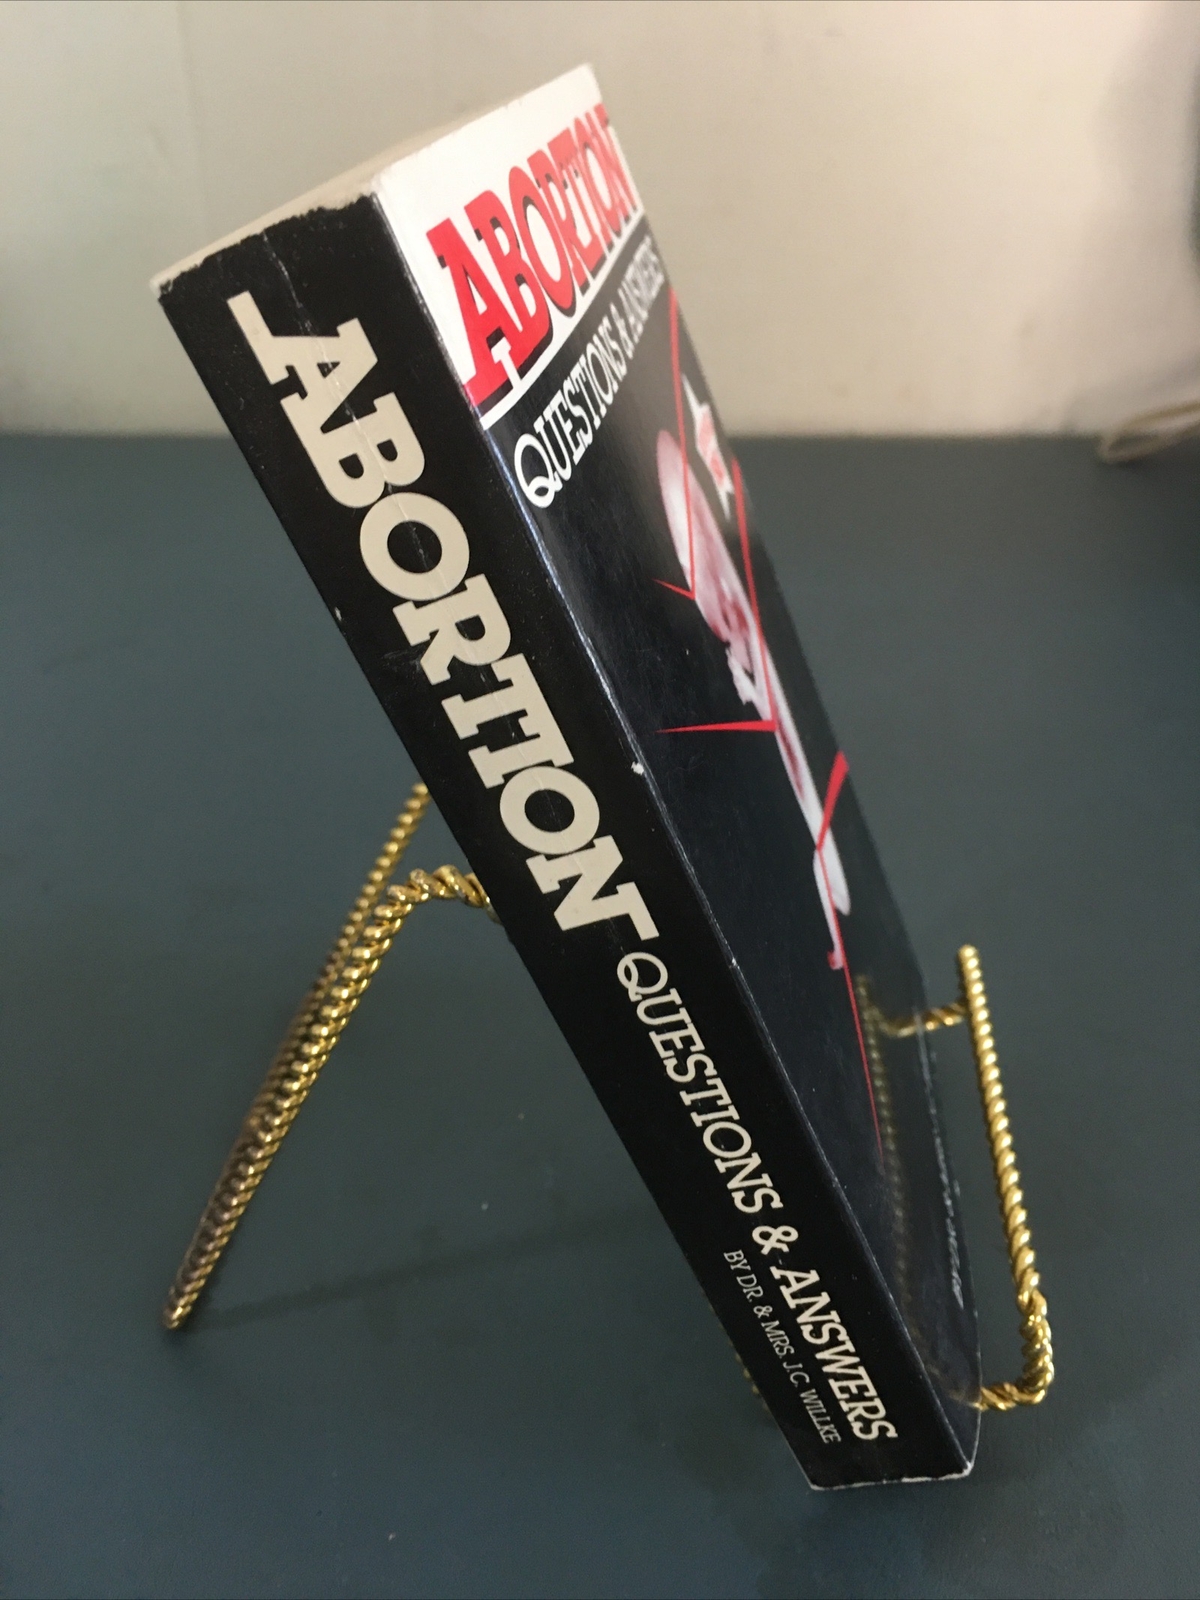 ABORTION
QUESTIONS & ANSWERS
BY DR. & MRS. J.C. WILLKE
ABORTION
QUESTIONS & ANSWERS